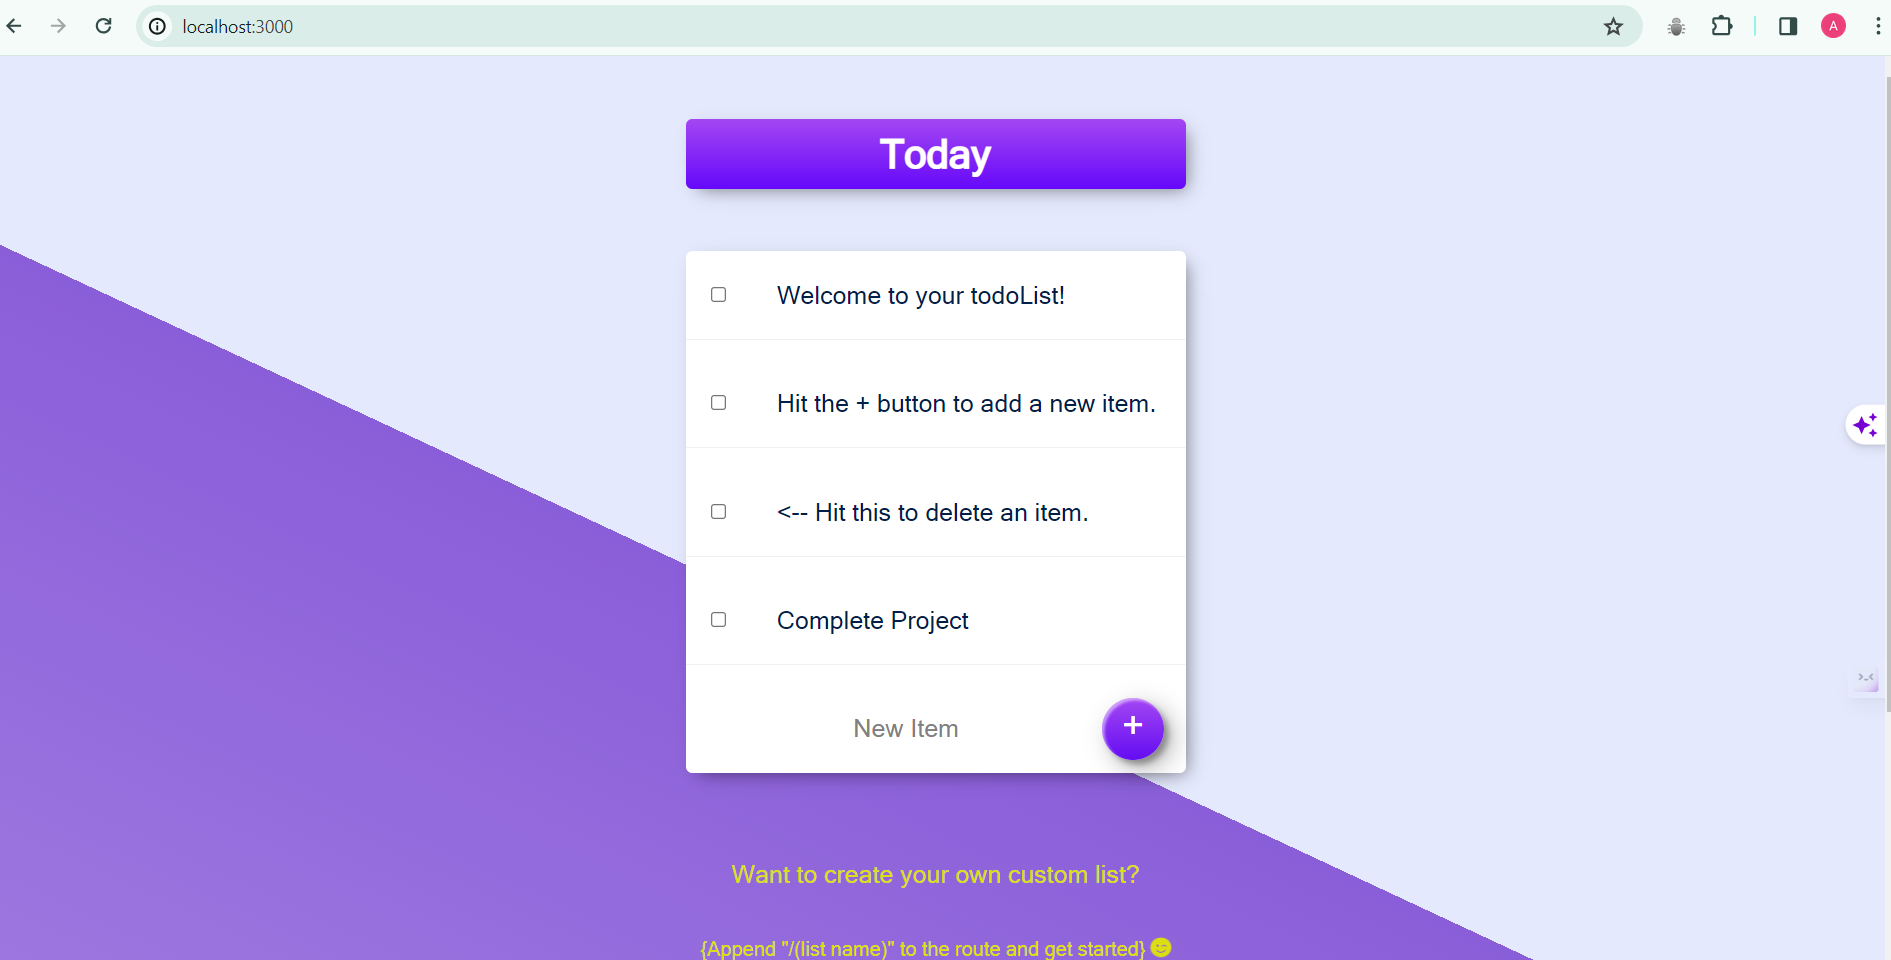 localhost:3000
A
Today
Welcome to your todoList!
Hit the + button to add a new item.
<-- Hit this to delete an item.
Complete Project
New Item
+
Want to create your own custom list?
{Append "/(list name)" to the route and get started} 😊